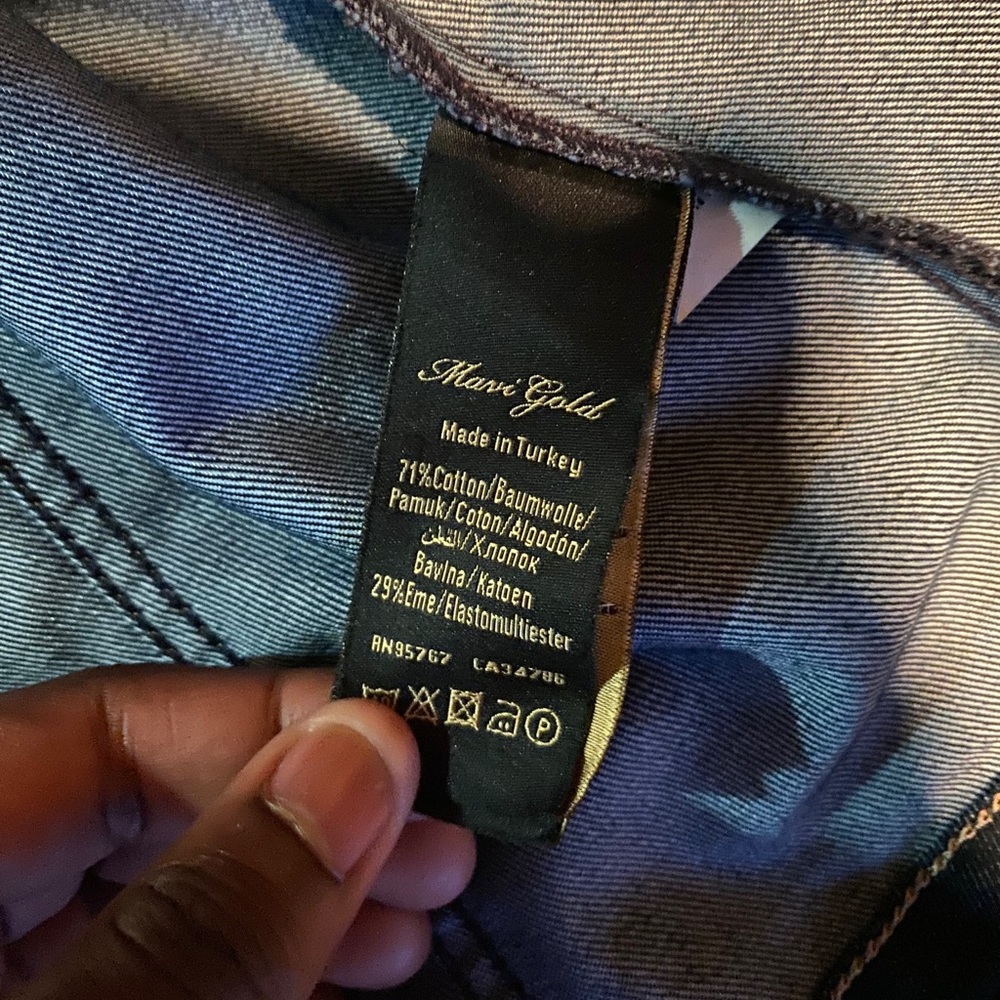 Mavi Gold
Made in Turkey
71%Cotton/Baumwolle/
Pamuk/Coton/Algodón/
القطن/Хлопок
Bavlna/Katoen
29%Eme/Elastomultiester
RN95767 CA34786
P